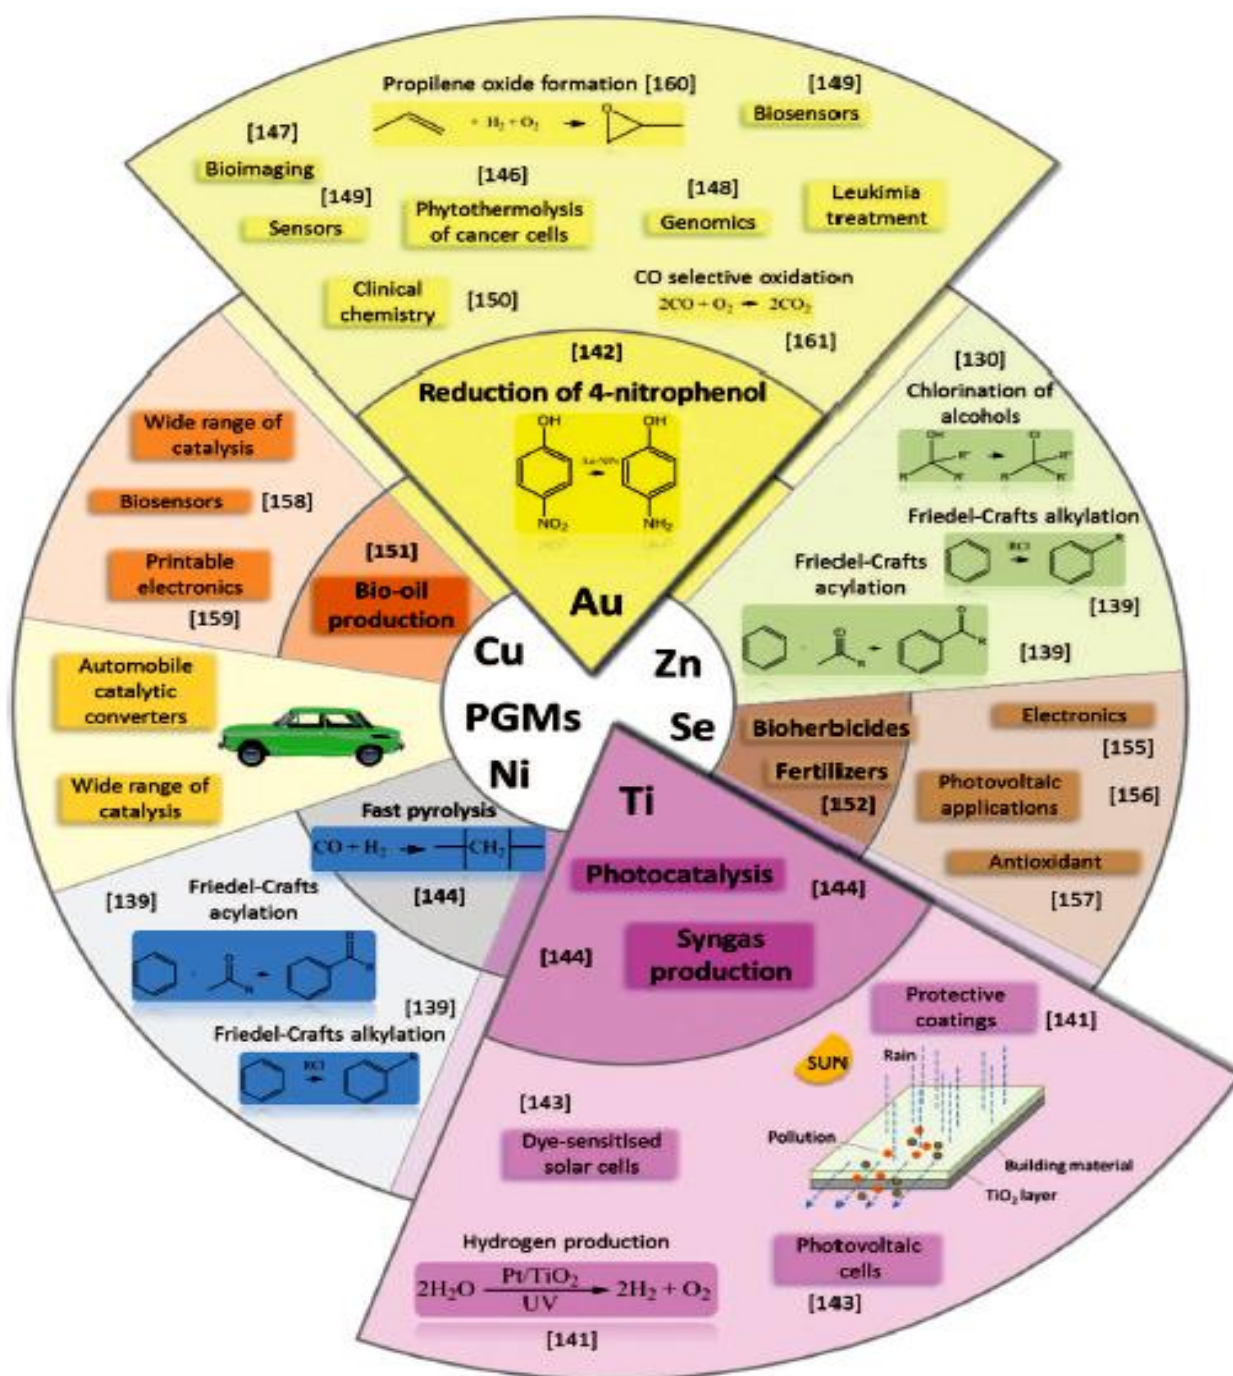 Propilene oxide formation [160]
+ H₂ + O₂
O
[149]
Biosensors
[147]
Bioimaging
[149]
Sensors
[146]
Phytothermolysis
of cancer cells
[148]
Genomics
Leukimia
treatment
Clinical
chemistry
[150]
CO selective oxidation
2CO + O₂ 2CO₂
[161]
[142]
Reduction of 4-nitrophenol
OH
OH
NO₂
NH₂
Au
[130]
Chlorination of
alcohols
OH
Cl
R
R'
R
R'
Friedel-Crafts alkylation
RCl
R
[139]
Friedel-Crafts
acylation
O
R
O
R
[139]
Zn
Wide range of
catalysis
Biosensors
[158]
Printable
electronics
[159]
[151]
Bio-oil
production
Cu
PGMs
Ni
Se
Bioherbicides
Fertilizers
[152]
Electronics
[155]
Photovoltaic
applications
[156]
Antioxidant
[157]
Automobile
catalytic
converters
Wide range of
catalysis
Fast pyrolysis
CO + H₂ [CH₂]
[144]
[139]
Friedel-Crafts
acylation
O
R
O
R
[139]
Friedel-Crafts alkylation
RCl
R
Ti
Photocatalysis
[144]
[144]
Syngas
production
Protective
coatings
[141]
SUN
Rain
Pollution
Building material
TiO₂ layer
[143]
Dye-sensitised
solar cells
Hydrogen production
2H₂O Pt/TiO₂ 2H₂ + O₂
UV
[141]
Photovoltaic
cells
[143]